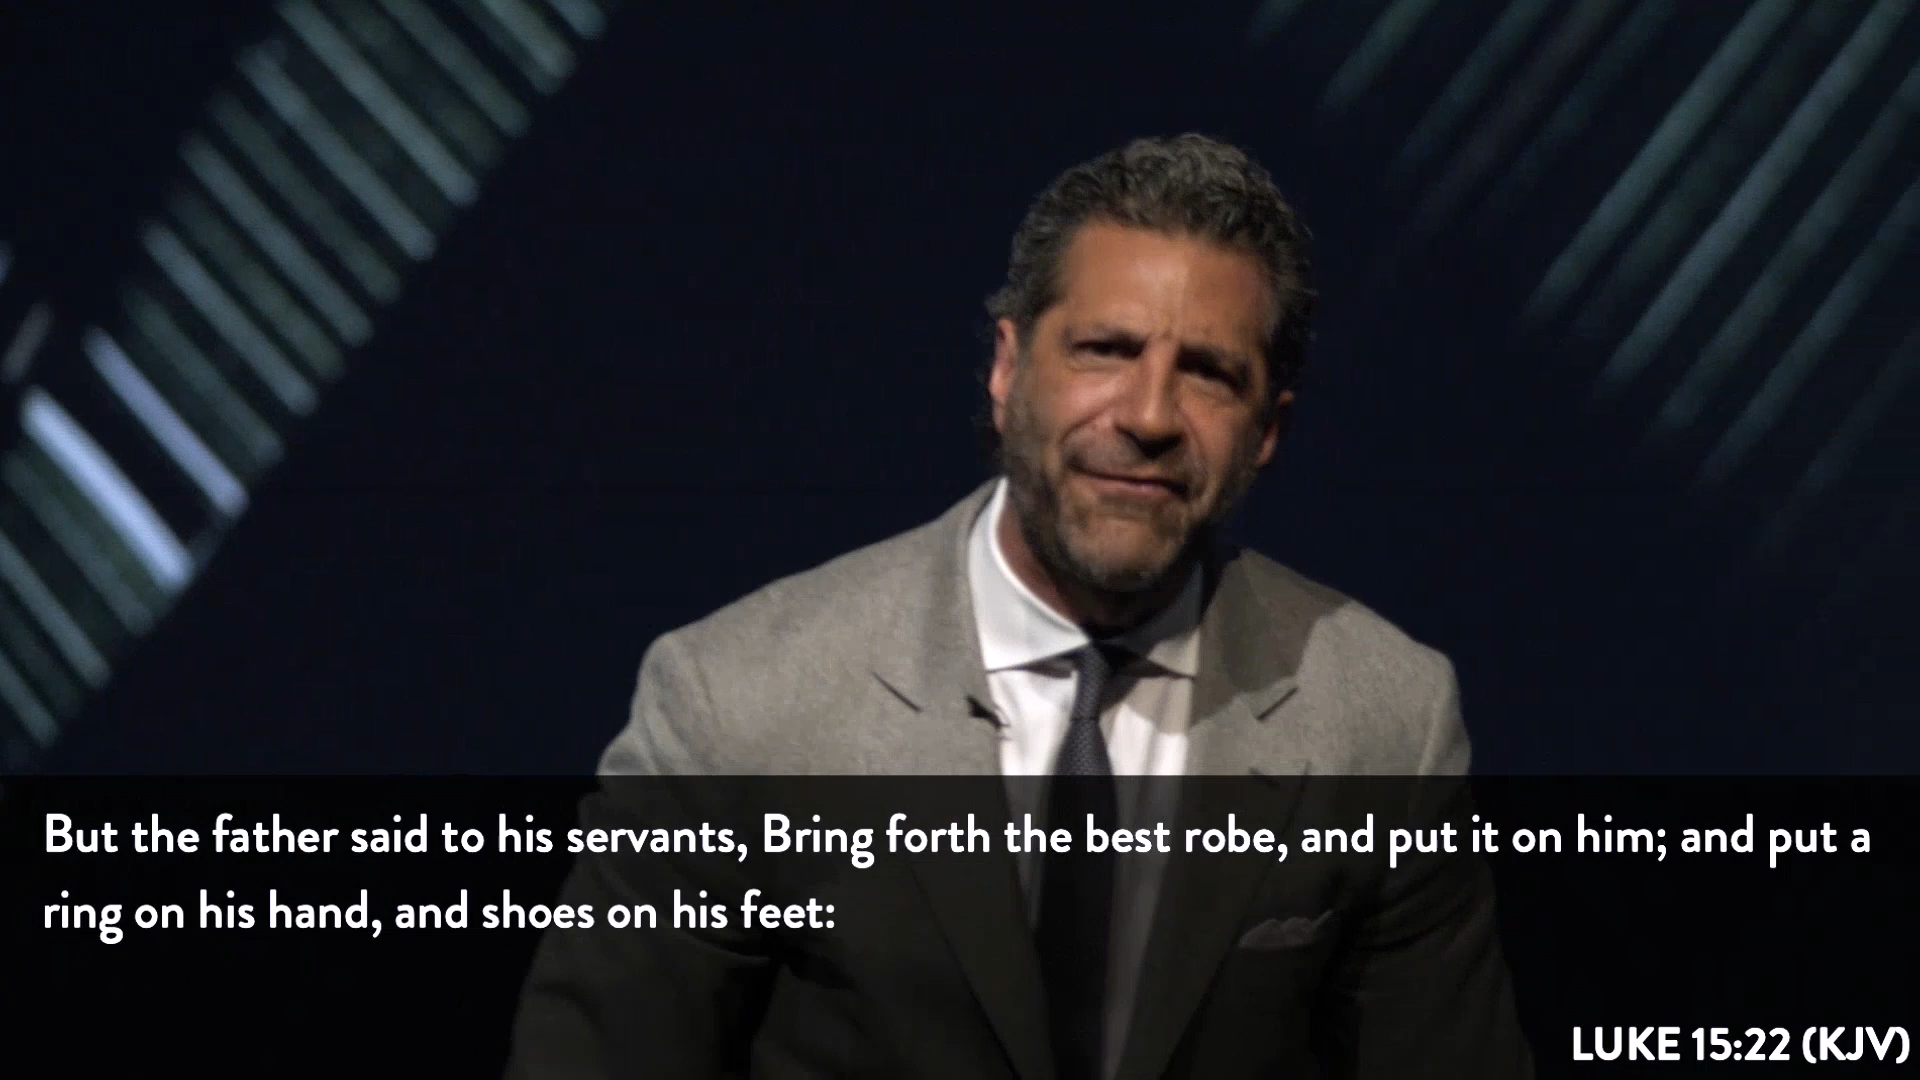 But the father said to his servants, Bring forth the best robe, and put it on him; and put a
ring on his hand, and shoes on his feet:
LUKE 15:22 (KJV)